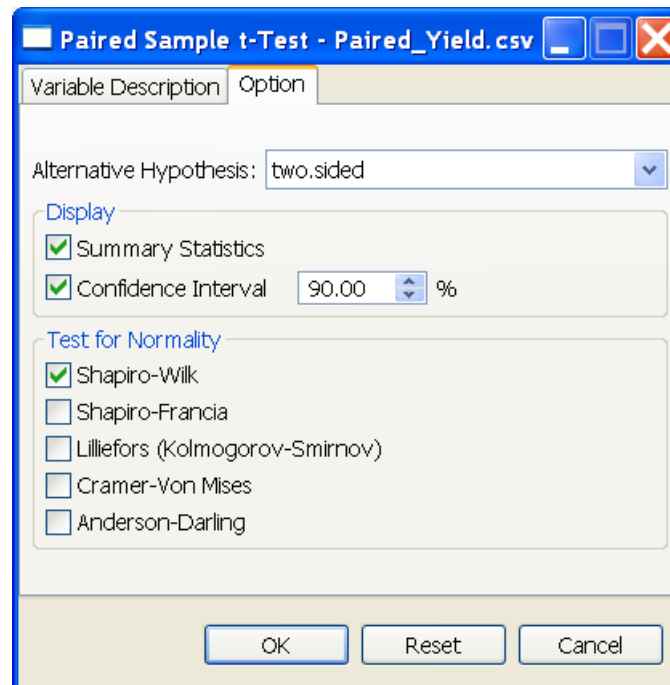 Paired Sample t-Test - Paired_Yield.csv
Variable Description Option
Alternative Hypothesis: two.sided
Display
Summary Statistics
Confidence Interval 90.00 %
Test for Normality
Shapiro-Wilk
Shapiro-Francia
Lilliefors (Kolmogorov-Smirnov)
Cramer-Von Mises
Anderson-Darling
OK Reset Cancel